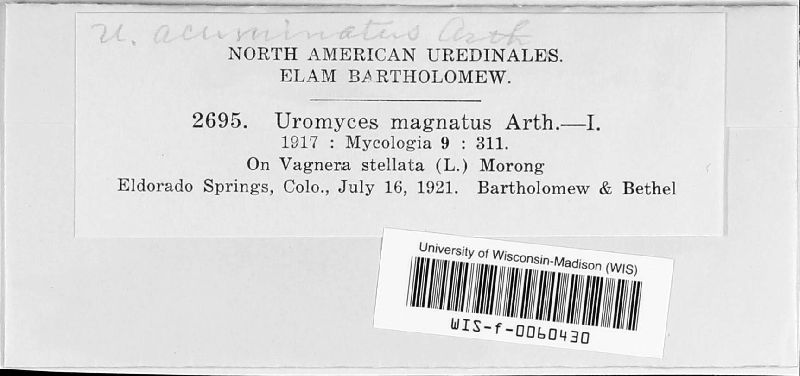 U. acuminatus Arth
NORTH AMERICAN UREDINALES.
ELAM BARTHOLOMEW.
2695. Uromyces magnatus Arth.—I.
1917 : Mycologia 9 : 311.
On Vagnera stellata (L.) Morong
Eldorado Springs, Colo., July 16, 1921. Bartholomew & Bethel
University of Wisconsin-Madison (WIS)
WIS-f-0060430